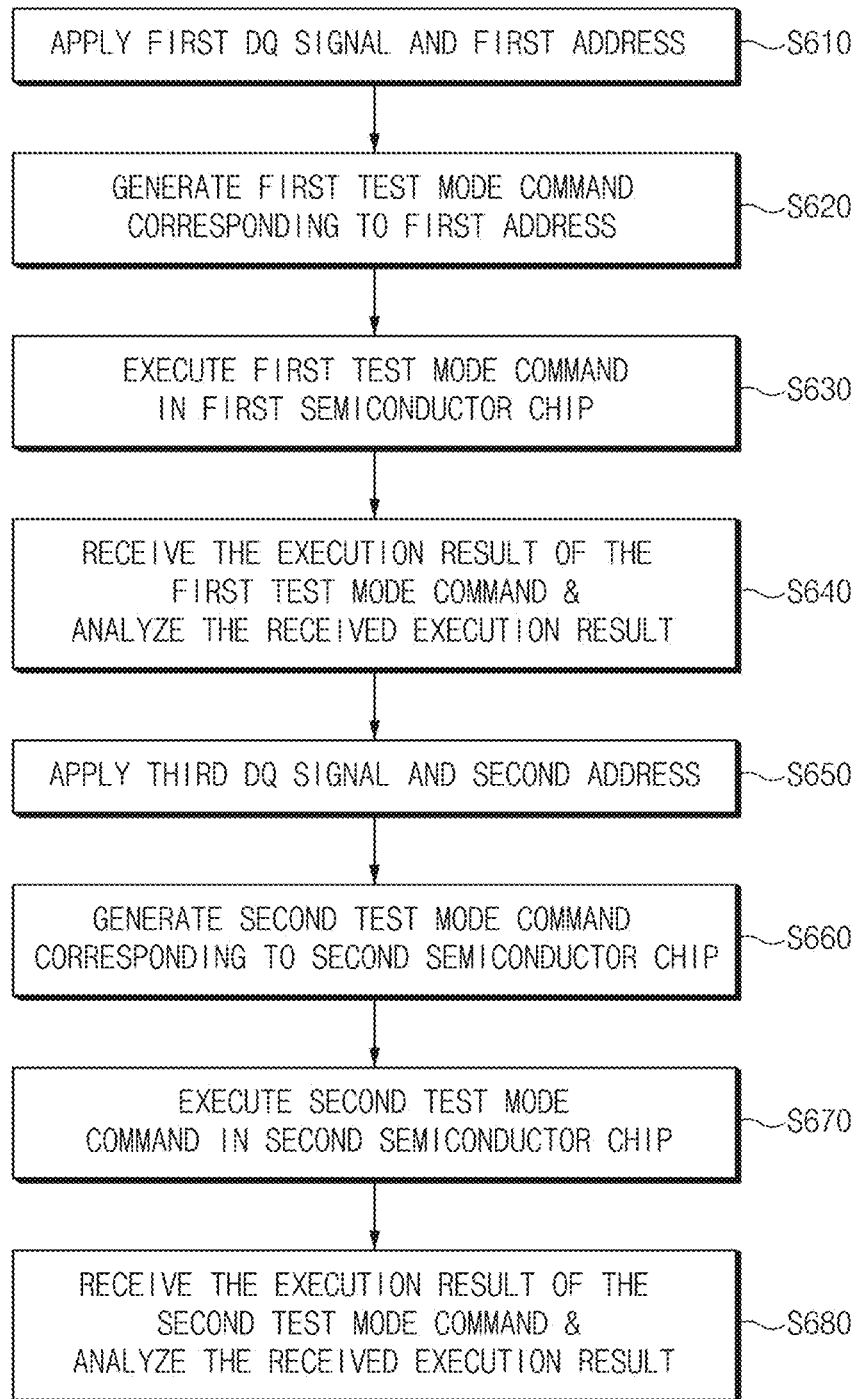 APPLY FIRST DQ SIGNAL AND FIRST ADDRESS
S610
GENERATE FIRST TEST MODE COMMAND
CORRESPONDING TO FIRST ADDRESS
S620
EXECUTE FIRST TEST MODE COMMAND
IN FIRST SEMICONDUCTOR CHIP
S630
RECEIVE THE EXECUTION RESULT OF THE
FIRST TEST MODE COMMAND &
ANALYZE THE RECEIVED EXECUTION RESULT
S640
APPLY THIRD DQ SIGNAL AND SECOND ADDRESS
S650
GENERATE SECOND TEST MODE COMMAND
CORRESPONDING TO SECOND SEMICONDUCTOR CHIP
S660
EXECUTE SECOND TEST MODE
COMMAND IN SECOND SEMICONDUCTOR CHIP
S670
RECEIVE THE EXECUTION RESULT OF THE
SECOND TEST MODE COMMAND &
ANALYZE THE RECEIVED EXECUTION RESULT
S680